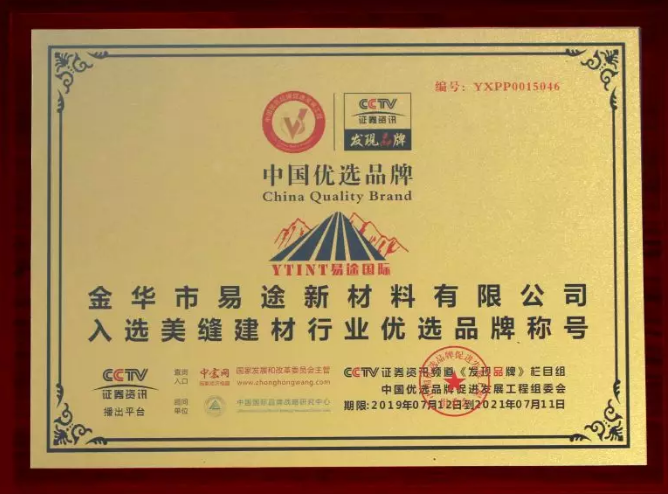 编号：YXPP0015046
CCTV
证券资讯
发现品牌
中国优选品牌
China Quality Brand
YTINT易途国际
金华市易途新材料有限公司
入选美缝建材行业优选品牌称号
CCTV
证券资讯
播出平台
查询
入口
中宏网
国家发展和改革委员会主管
www.zhonghongwang.com
单位
中国国际品牌战略研究中心
CCTV证券资讯频道《发现品牌》栏目组
中国优选品牌促进发展工程组委会
期限:2019年07月12日到2021年07月11日